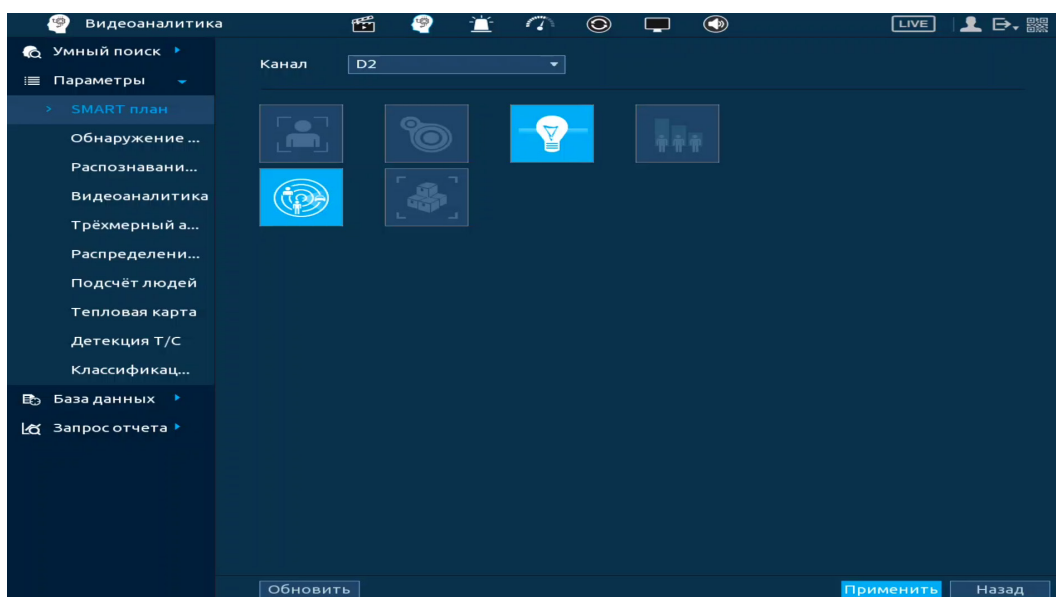 Видеоаналитика LIVE
Умный поиск
Канал D2
Параметры
SMART план
Обнаружение ...
Распознавани...
Видеоаналитика
Трёхмерный а...
Распределени...
Подсчёт людей
Тепловая карта
Детекция Т/С
Классификац...
База данных
Запрос отчета
Обновить Применить Назад